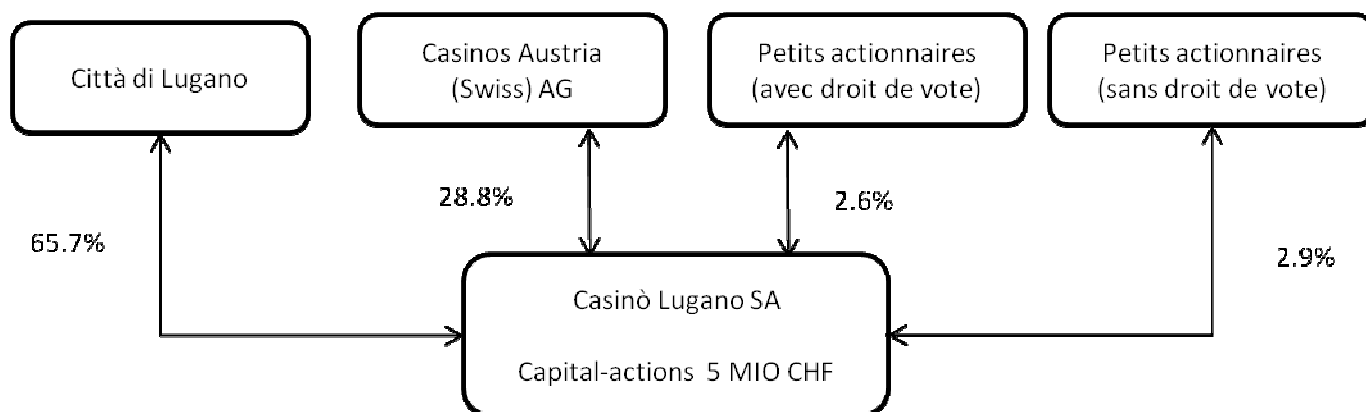 Città di Lugano
Casinos Austria
(Swiss) AG
Petits actionnaires
(avec droit de vote)
Petits actionnaires
(sans droit de vote)
65.7%
28.8%
2.6%
2.9%
Casinò Lugano SA
Capital-actions 5 MIO CHF